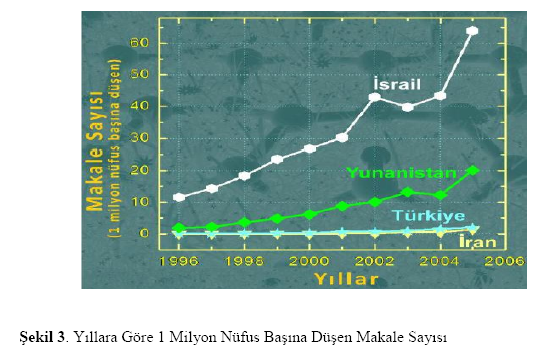 Makale Sayısı
(1 milyon nüfus başına düşen)
60
50
40
30
20
10
0
İsrail
Yunanistan
Türkiye
İran
1996 1998 2000 2002 2004 2006
Yıllar
Şekil 3. Yıllara Göre 1 Milyon Nüfus Başına Düşen Makale Sayısı